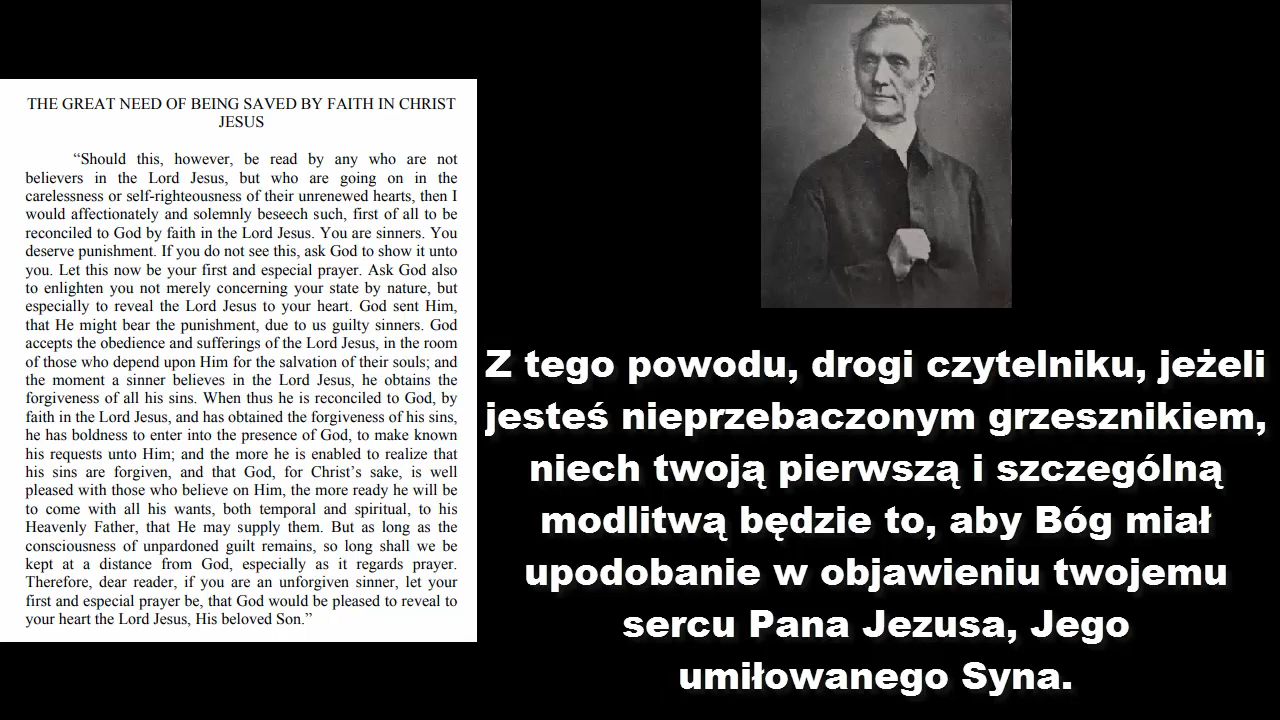 THE GREAT NEED OF BEING SAVED BY FAITH IN CHRIST
JESUS
“Should this, however, be read by any who are not
believers in the Lord Jesus, but who are going on in the
carelessness or self-righteousness of their unrenewed hearts, then I
would affectionately and solemnly beseech such, first of all to be
reconciled to God by faith in the Lord Jesus. You are sinners. You
deserve punishment. If you do not see this, ask God to show it unto
you. Let this now be your first and especial prayer. Ask God also
to enlighten you not merely concerning your state by nature, but
especially to reveal the Lord Jesus to your heart. God sent Him,
that He might bear the punishment, due to us guilty sinners. God
accepts the obedience and sufferings of the Lord Jesus, in the room
of those who depend upon Him for the salvation of their souls; and
the moment a sinner believes in the Lord Jesus, he obtains the
forgiveness of all his sins. When thus he is reconciled to God, by
faith in the Lord Jesus, and has obtained the forgiveness of his sins,
he has boldness to enter into the presence of God, to make known
his requests unto Him; and the more he is enabled to realize that
his sins are forgiven, and that God, for Christ’s sake, is well
pleased with those who believe on Him, the more ready he will be
to come with all his wants, both temporal and spiritual, to his
Heavenly Father, that He may supply them. But as long as the
consciousness of unpardoned guilt remains, so long shall we be
kept at a distance from God, especially as it regards prayer.
Therefore, dear reader, if you are an unforgiven sinner, let your
first and especial prayer be, that God would be pleased to reveal to
your heart the Lord Jesus, His beloved Son.”
Z tego powodu, drogi czytelniku, jeżeli
jesteś nieprzebaczonym grzesznikiem,
niech twoją pierwszą i szczególną
modlitwą będzie to, aby Bóg miał
upodobanie w objawieniu twojemu
sercu Pana Jezusa, Jego
umiłowanego Syna.